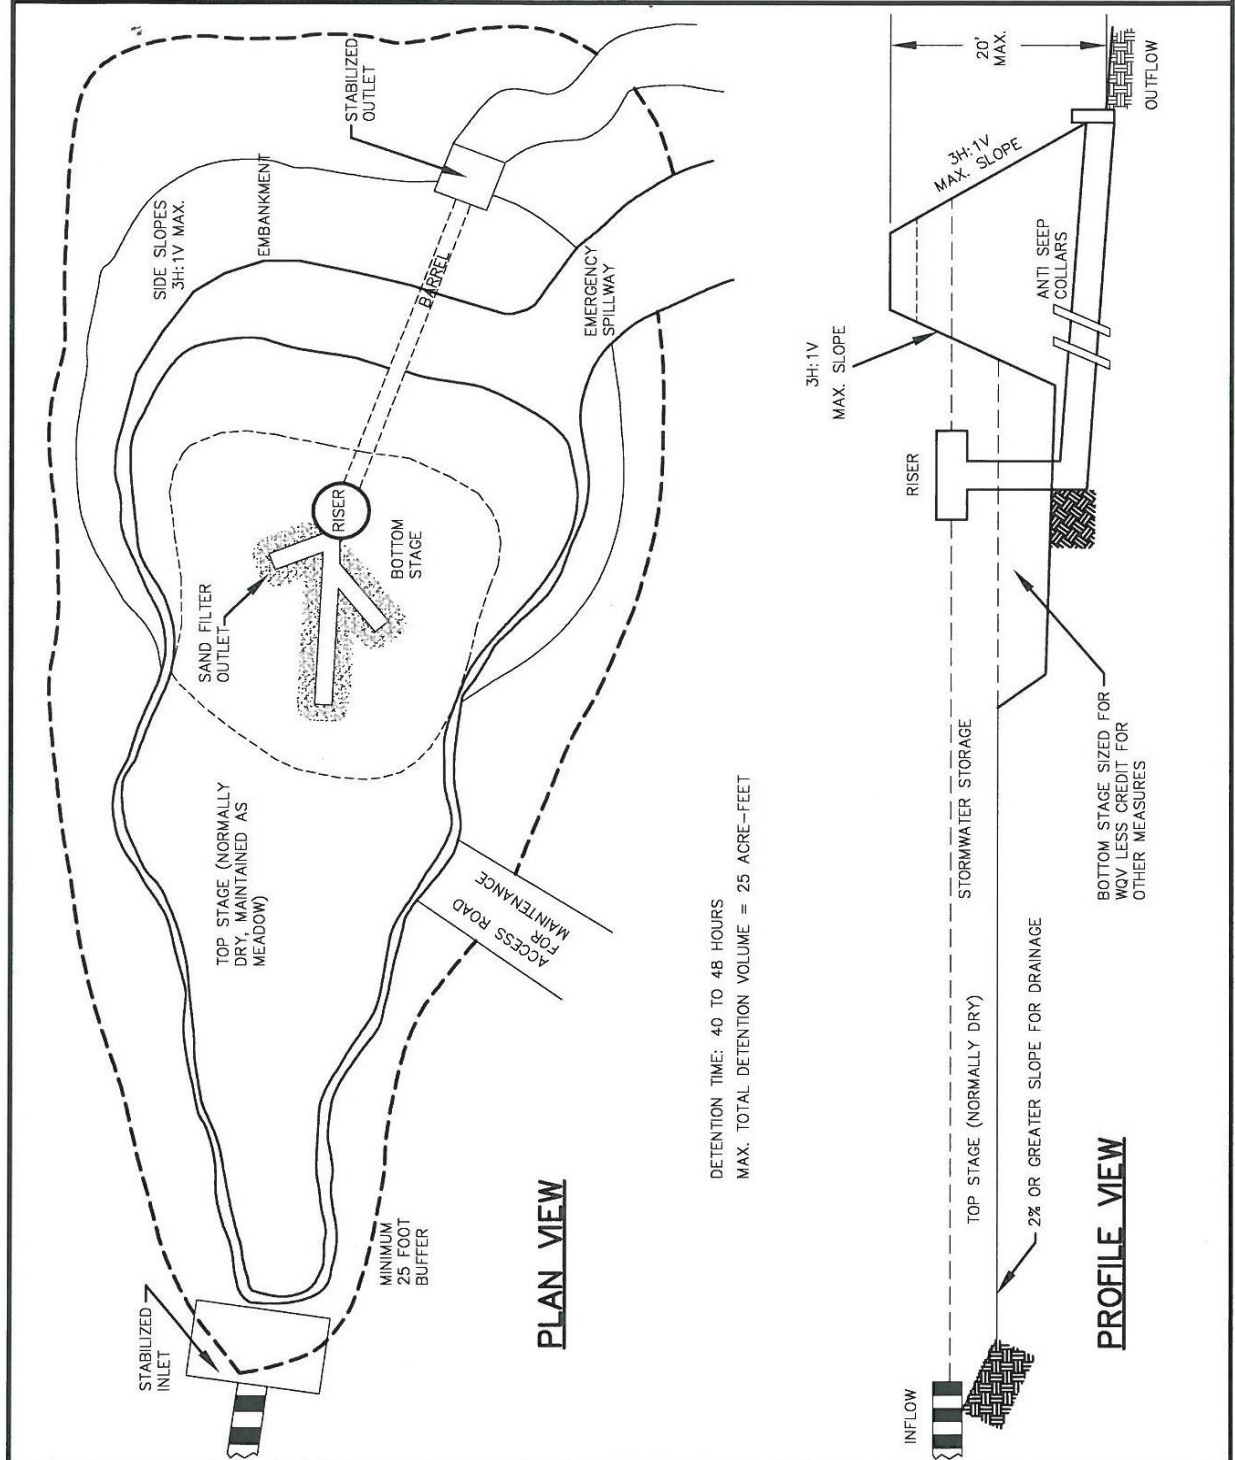 STABILIZED
INLET
MINIMUM
25 FOOT
BUFFER
TOP STAGE (NORMALLY
DRY, MAINTAINED AS
MEADOW)
ACCESS ROAD
FOR
MAINTENANCE
SAND FILTER
OUTLET
BOTTOM
STAGE
RISER
BARREL
SIDE SLOPES
3H:1V MAX.
EMBANKMENT
STABILIZED
OUTLET
EMERGENCY
SPILLWAY
PLAN VIEW
DETENTION TIME: 40 TO 48 HOURS
MAX. TOTAL DETENTION VOLUME = 25 ACRE-FEET
INFLOW
TOP STAGE (NORMALLY DRY)
STORMWATER STORAGE
2% OR GREATER SLOPE FOR DRAINAGE
RISER
3H:1V
MAX. SLOPE
ANTI SEEP
COLLARS
3H:1V
MAX. SLOPE
20'
MAX.
OUTFLOW
BOTTOM STAGE SIZED FOR
WQV LESS CREDIT FOR
OTHER MEASURES
PROFILE VIEW